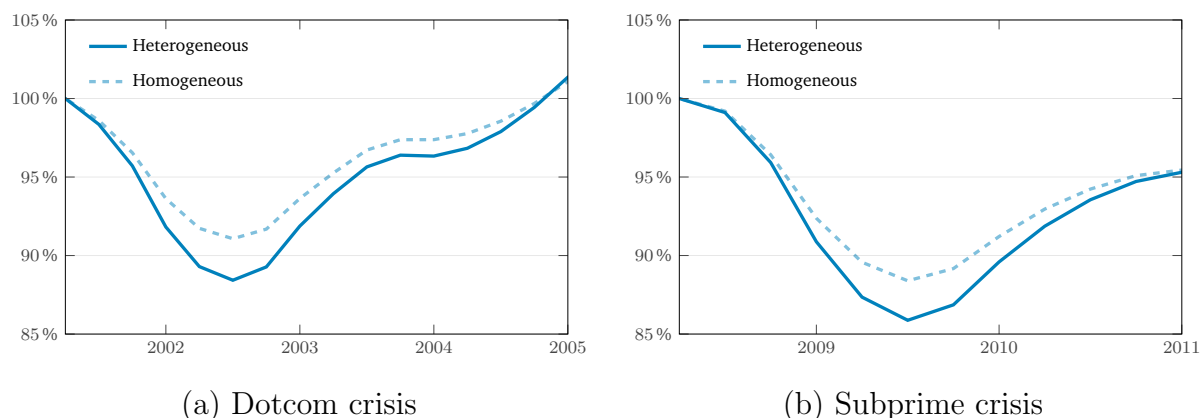 105 %
100 %
95 %
90 %
85 %
Heterogeneous
Homogeneous
2002 2003 2004 2005
(a) Dotcom crisis
105 %
100 %
95 %
90 %
85 %
Heterogeneous
Homogeneous
2009 2010 2011
(b) Subprime crisis